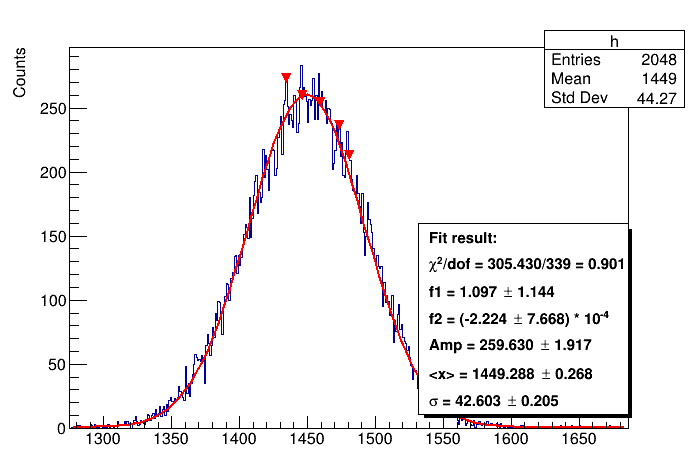 h
Entries 2048
Mean 1449
Std Dev 44.27
Counts
250
200
150
100
50
0
Fit result:
χ²/dof = 305.430/339 = 0.901
f1 = 1.097 ± 1.144
f2 = (-2.224 ± 7.668) * 10⁻⁴
Amp = 259.630 ± 1.917
<x> = 1449.288 ± 0.268
σ = 42.603 ± 0.205
1300 1350 1400 1450 1500 1550 1600 1650